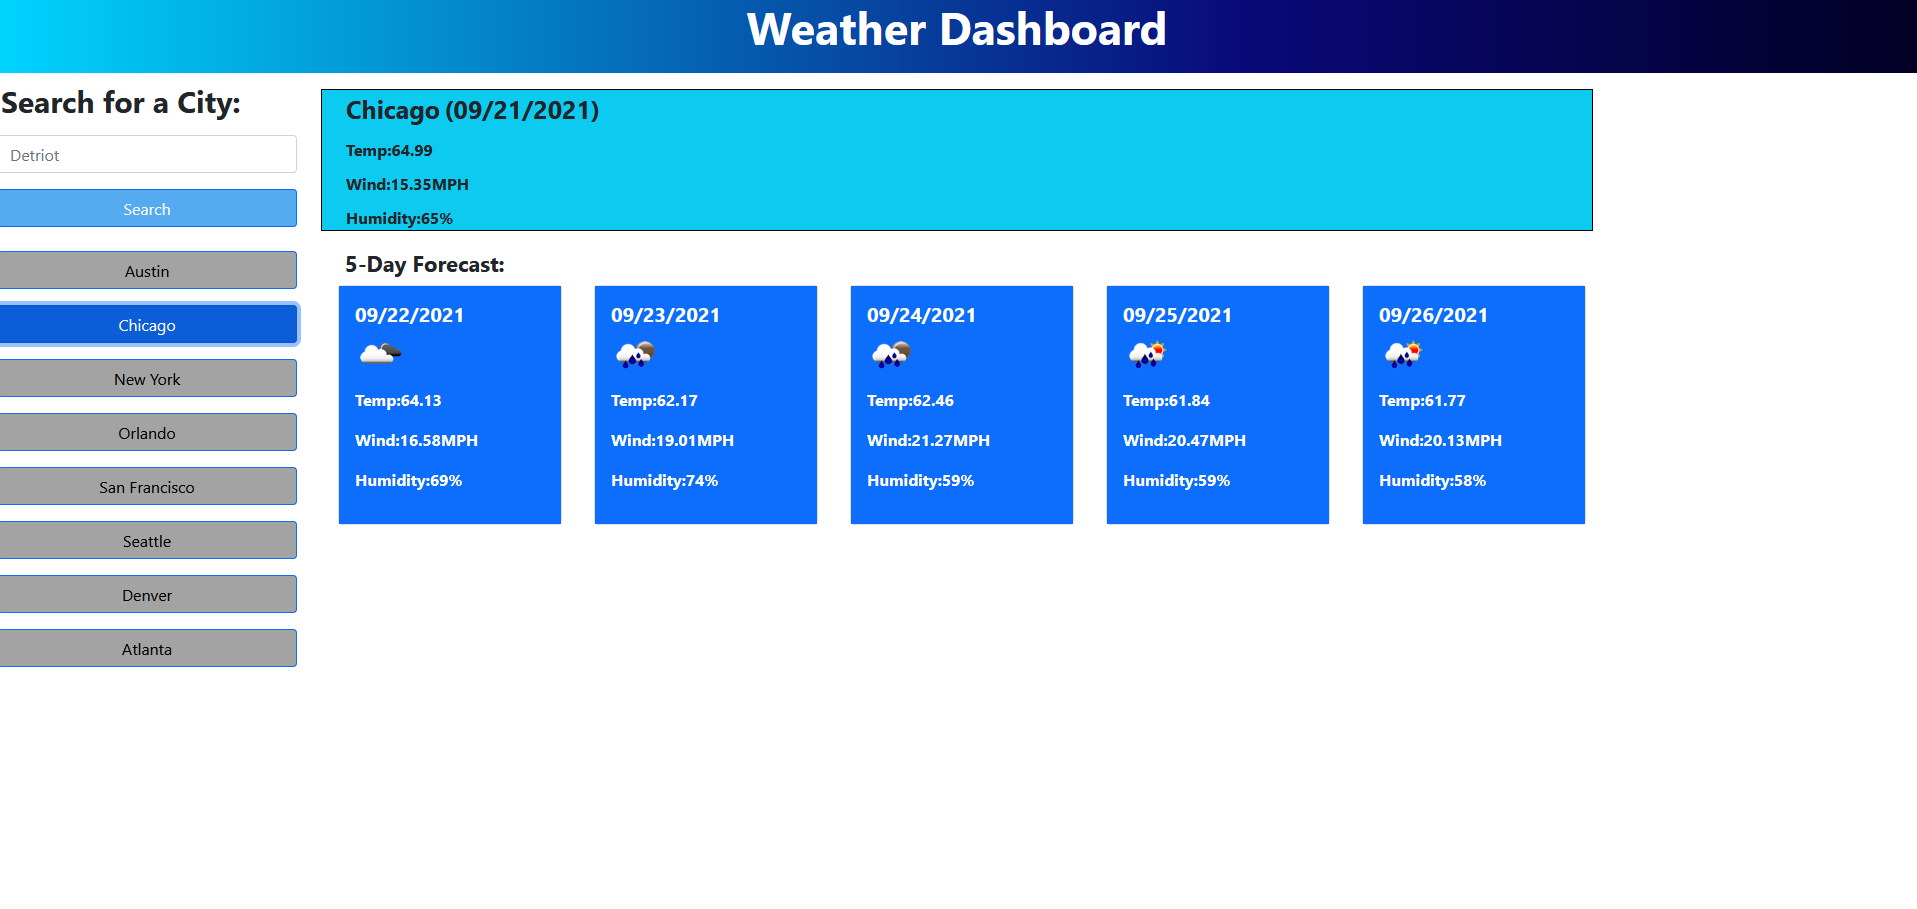 Weather Dashboard
Search for a City:
Detriot
Search
Austin
Chicago
New York
Orlando
San Francisco
Seattle
Denver
Atlanta
Chicago (09/21/2021)
Temp:64.99
Wind:15.35MPH
Humidity:65%
5-Day Forecast:
09/22/2021
Temp:64.13
Wind:16.58MPH
Humidity:69%
09/23/2021
Temp:62.17
Wind:19.01MPH
Humidity:74%
09/24/2021
Temp:62.46
Wind:21.27MPH
Humidity:59%
09/25/2021
Temp:61.84
Wind:20.47MPH
Humidity:59%
09/26/2021
Temp:61.77
Wind:20.13MPH
Humidity:58%